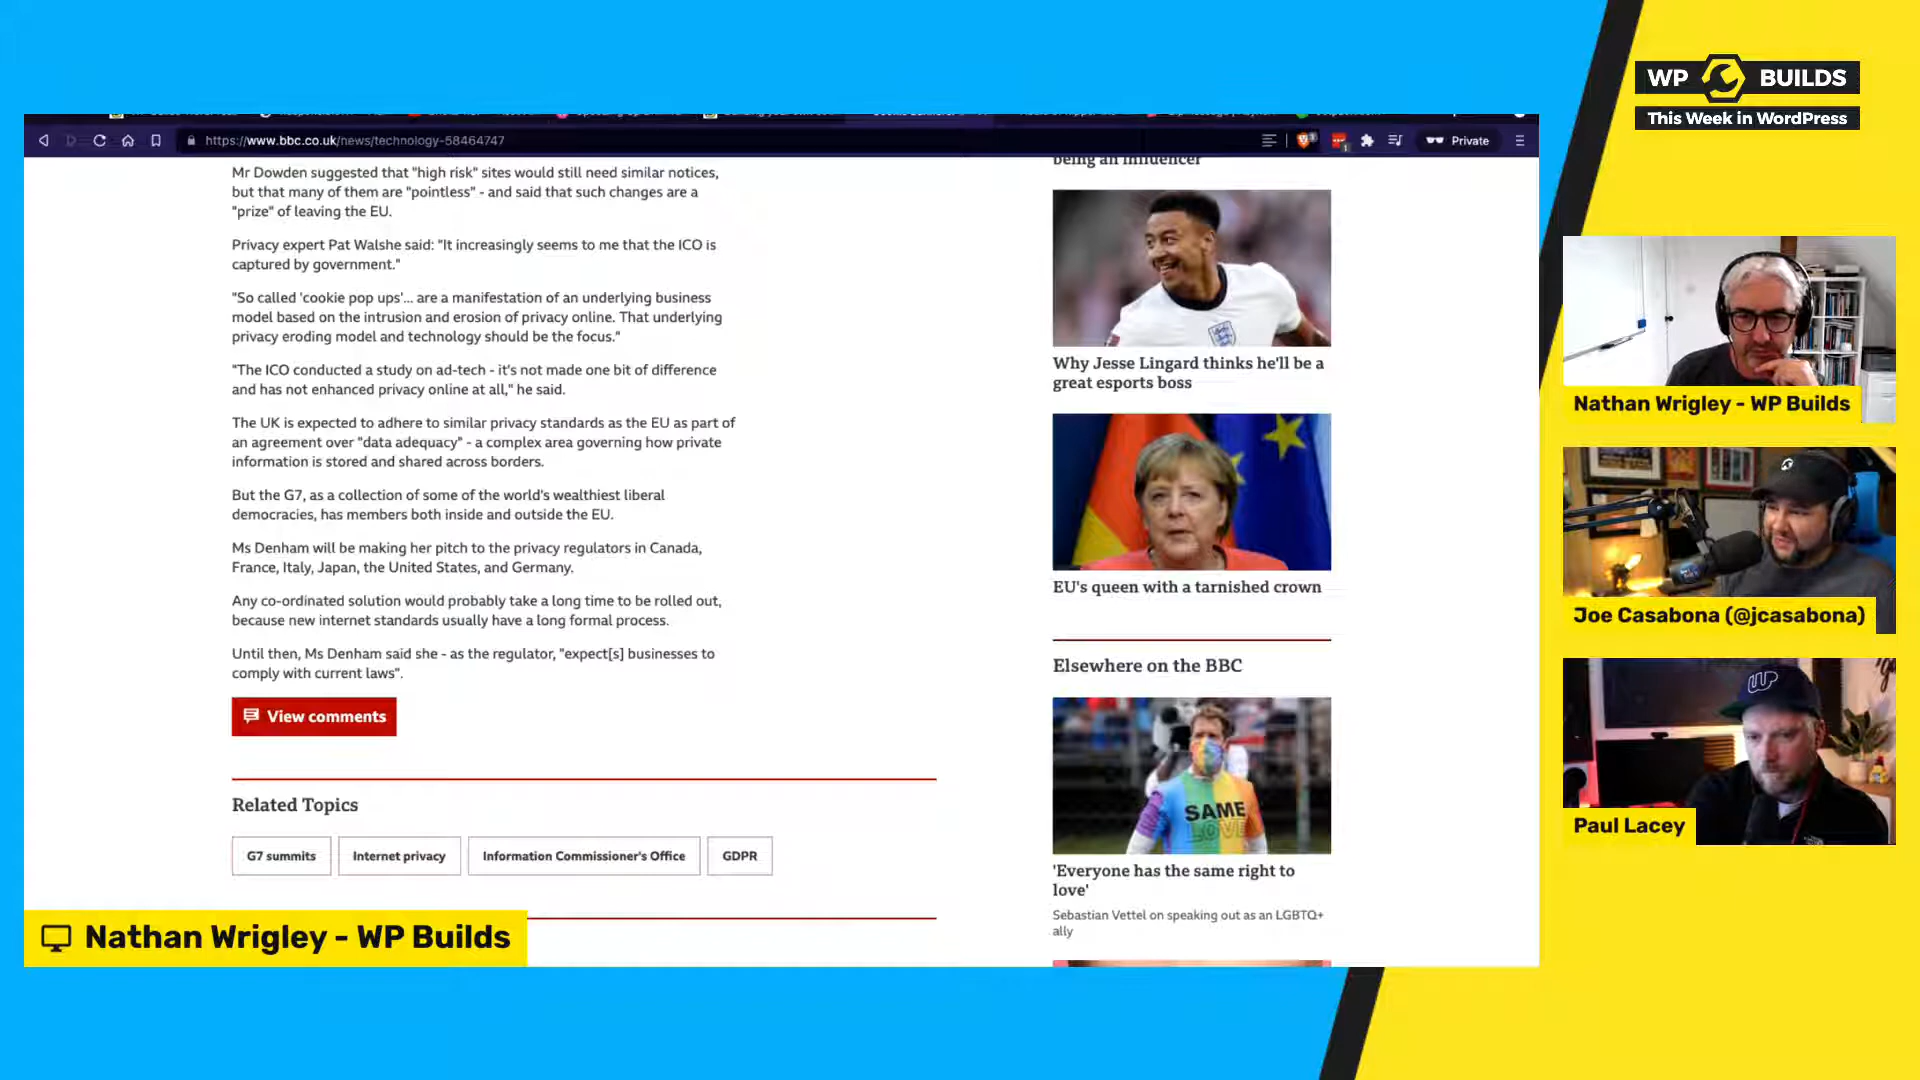 WP BUILDS
This Week in WordPress
https://www.bbc.co.uk/news/technology-58464747
Private
Mr Dowden suggested that "high risk" sites would still need similar notices,
but that many of them are "pointless" - and said that such changes are a
"prize" of leaving the EU.
Privacy expert Pat Walshe said: "It increasingly seems to me that the ICO is
captured by government."
"So called 'cookie pop ups'... are a manifestation of an underlying business
model based on the intrusion and erosion of privacy online. That underlying
privacy eroding model and technology should be the focus."
"The ICO conducted a study on ad-tech - it's not made one bit of difference
and has not enhanced privacy online at all," he said.
The UK is expected to adhere to similar privacy standards as the EU as part of
an agreement over "data adequacy" - a complex area governing how private
information is stored and shared across borders.
But the G7, as a collection of some of the world's wealthiest liberal
democracies, has members both inside and outside the EU.
Ms Denham will be making her pitch to the privacy regulators in Canada,
France, Italy, Japan, the United States, and Germany.
Any co-ordinated solution would probably take a long time to be rolled out,
because new internet standards usually have a long formal process.
Until then, Ms Denham said she - as the regulator, "expect[s] businesses to
comply with current laws".
View comments
Related Topics
G7 summits
Internet privacy
Information Commissioner's Office
GDPR
being an influencer
Why Jesse Lingard thinks he'll be a
great esports boss
EU's queen with a tarnished crown
Elsewhere on the BBC
SAME
LOVE
'Everyone has the same right to
love'
Sebastian Vettel on speaking out as an LGBTQ+
ally
Nathan Wrigley - WP Builds
Joe Casabona (@jcasabona)
Paul Lacey
Nathan Wrigley - WP Builds